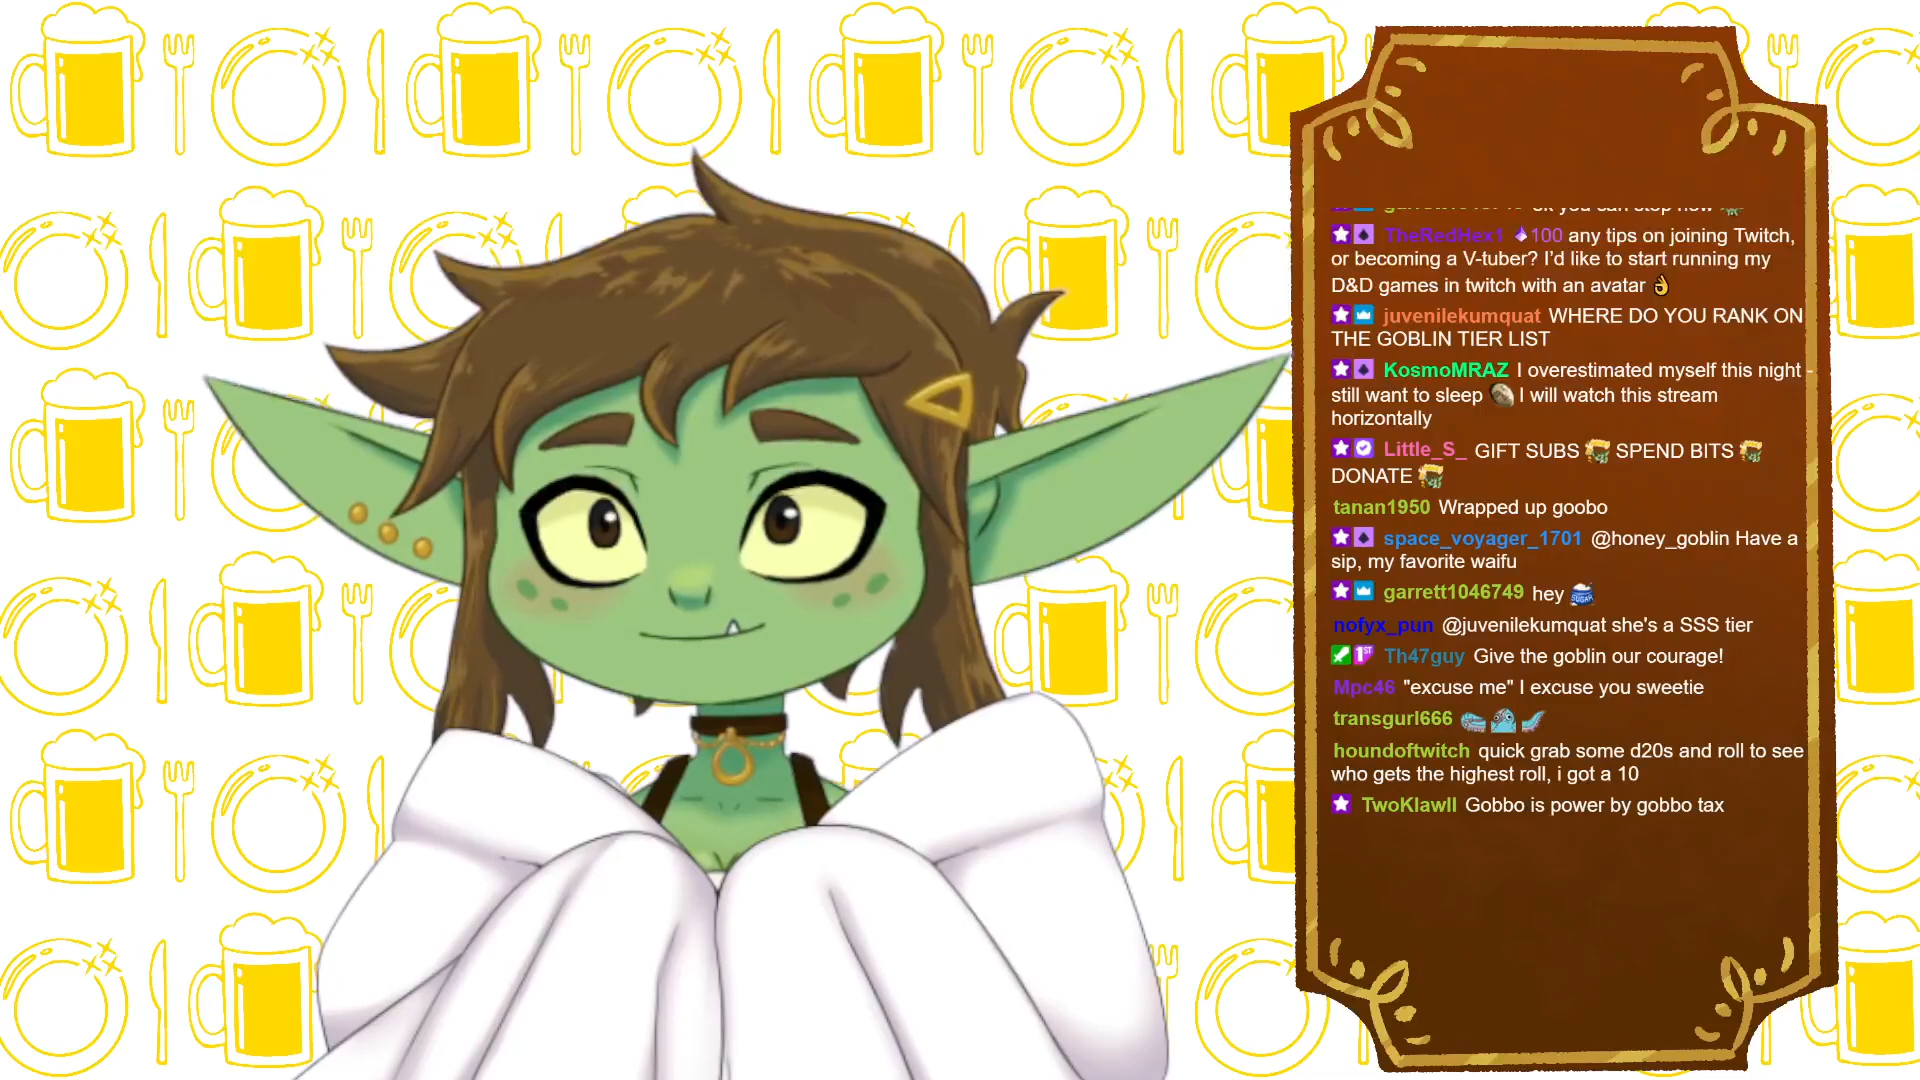 TheRedHex1 100 any tips on joining Twitch,
or becoming a V-tuber? I'd like to start running my
D&D games in twitch with an avatar
juvenilekumquat WHERE DO YOU RANK ON
THE GOBLIN TIER LIST
KosmoMRAZ I overestimated myself this night -
still want to sleep I will watch this stream
horizontally
Little_S_ GIFT SUBS SPEND BITS
DONATE
tanan1950 Wrapped up goobo
space_voyager_1701 @honey_goblin Have a
sip, my favorite waifu
garrett1046749 hey
SUGAR
nofyx_pun @juvenilekumquat she's a SSS tier
1ST Th47guy Give the goblin our courage!
Mpc46 "excuse me" I excuse you sweetie
transgurl666
houndoftwitch quick grab some d20s and roll to see
who gets the highest roll, i got a 10
TwoKlawll Gobbo is power by gobbo tax